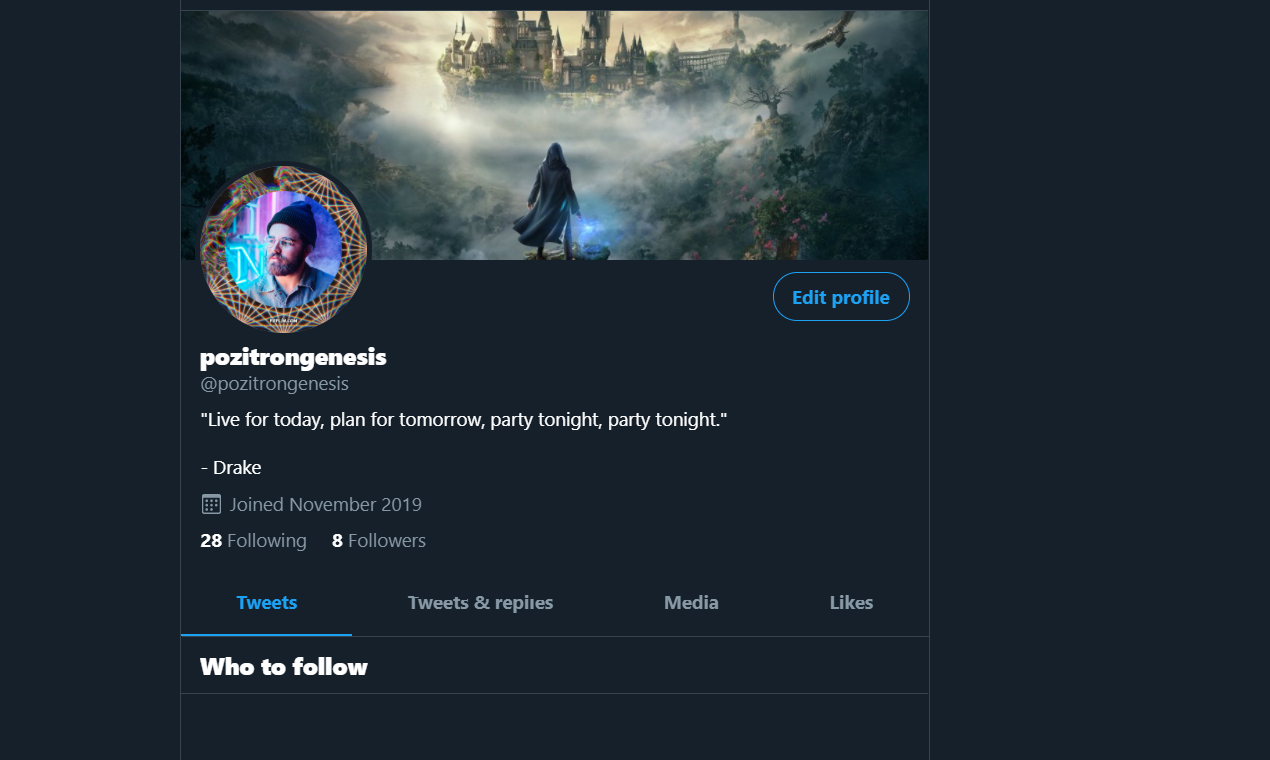 Edit profile
pozitrongenesis
@pozitrongenesis
"Live for today, plan for tomorrow, party tonight, party tonight."
- Drake
Joined November 2019
28 Following 8 Followers
Tweets Tweets & replies Media Likes
Who to follow